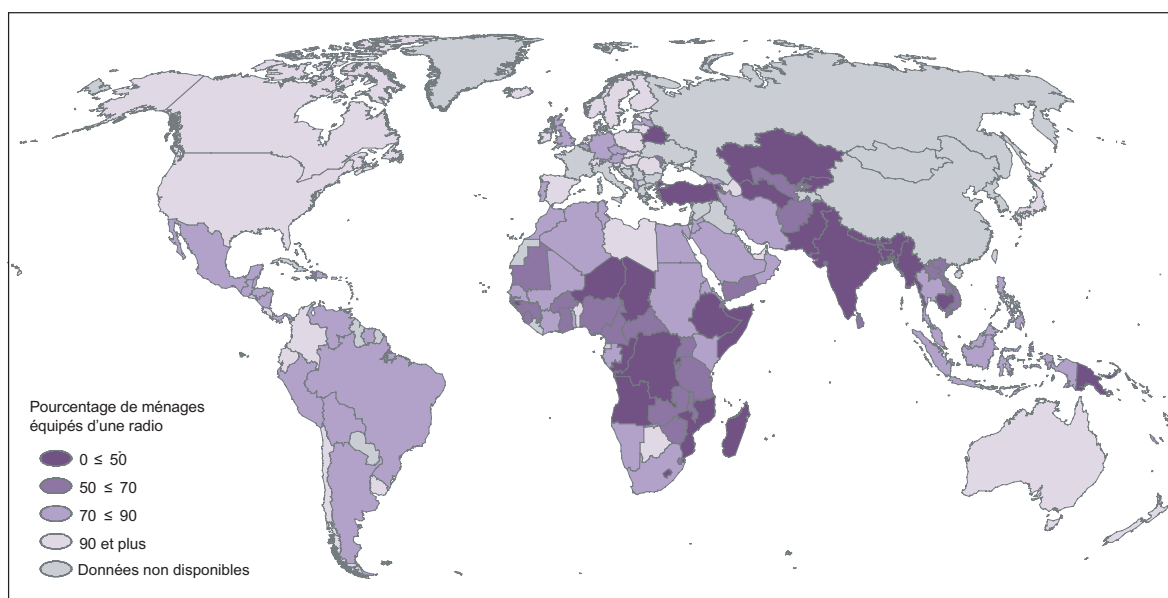 Pourcentage de ménages
équipés d’une radio
0 ≤ 50
50 ≤ 70
70 ≤ 90
90 et plus
Données non disponibles